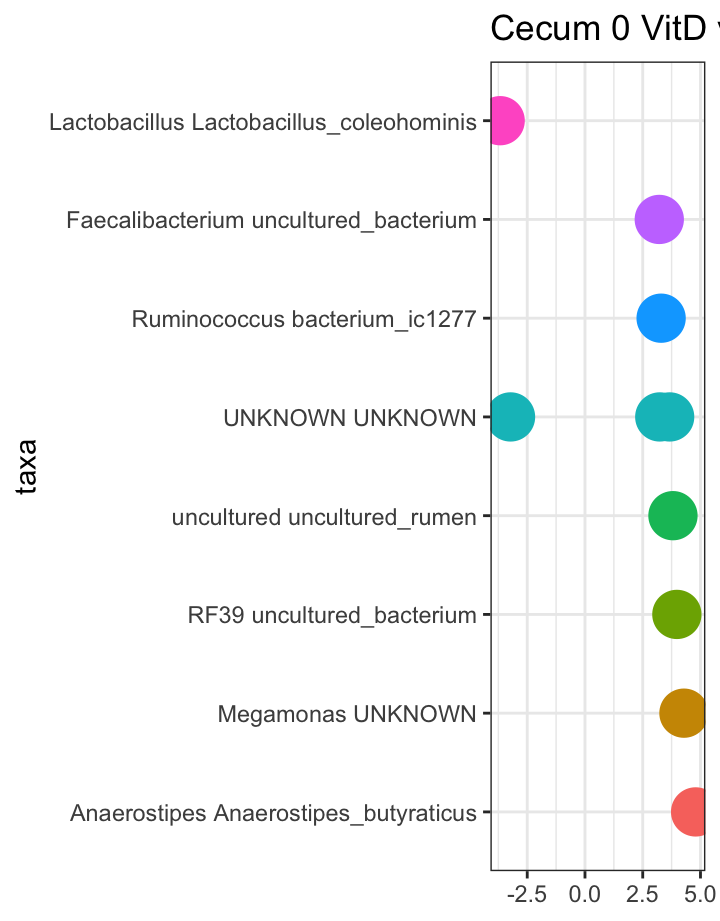 Cecum 0 VitD
Lactobacillus Lactobacillus_coleohominis
Faecalibacterium uncultured_bacterium
Ruminococcus bacterium_ic1277
UNKNOWN UNKNOWN
taxa
uncultured uncultured_rumen
RF39 uncultured_bacterium
Megamonas UNKNOWN
Anaerostipes Anaerostipes_butyraticus
-2.5 0.0 2.5 5.0